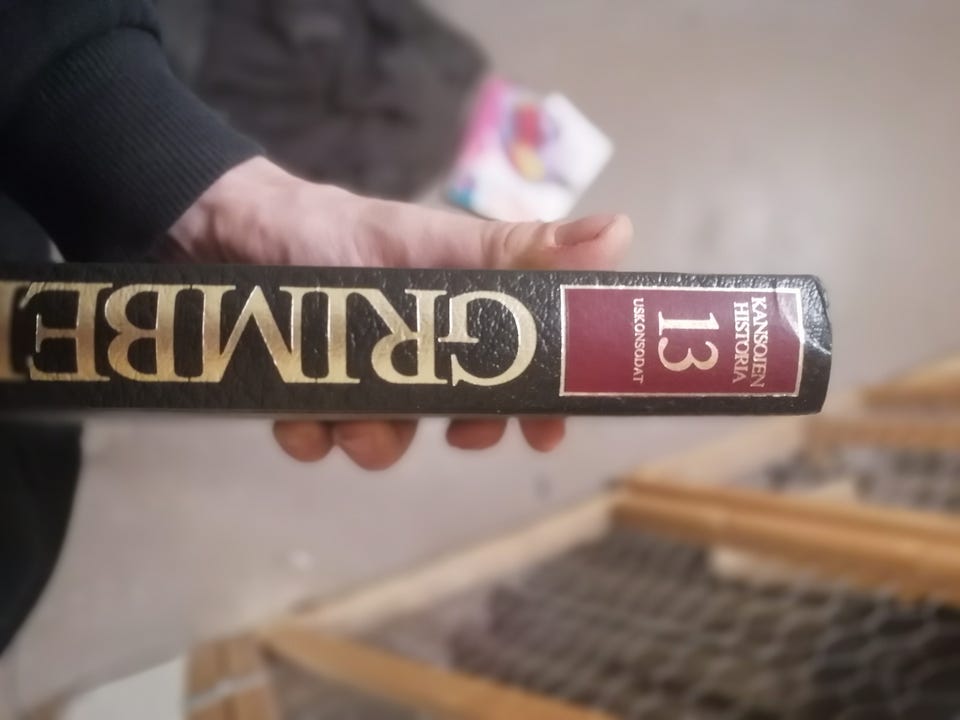 KANSOJEN
HISTORIA
13
USKONSODAT
GRIMBE